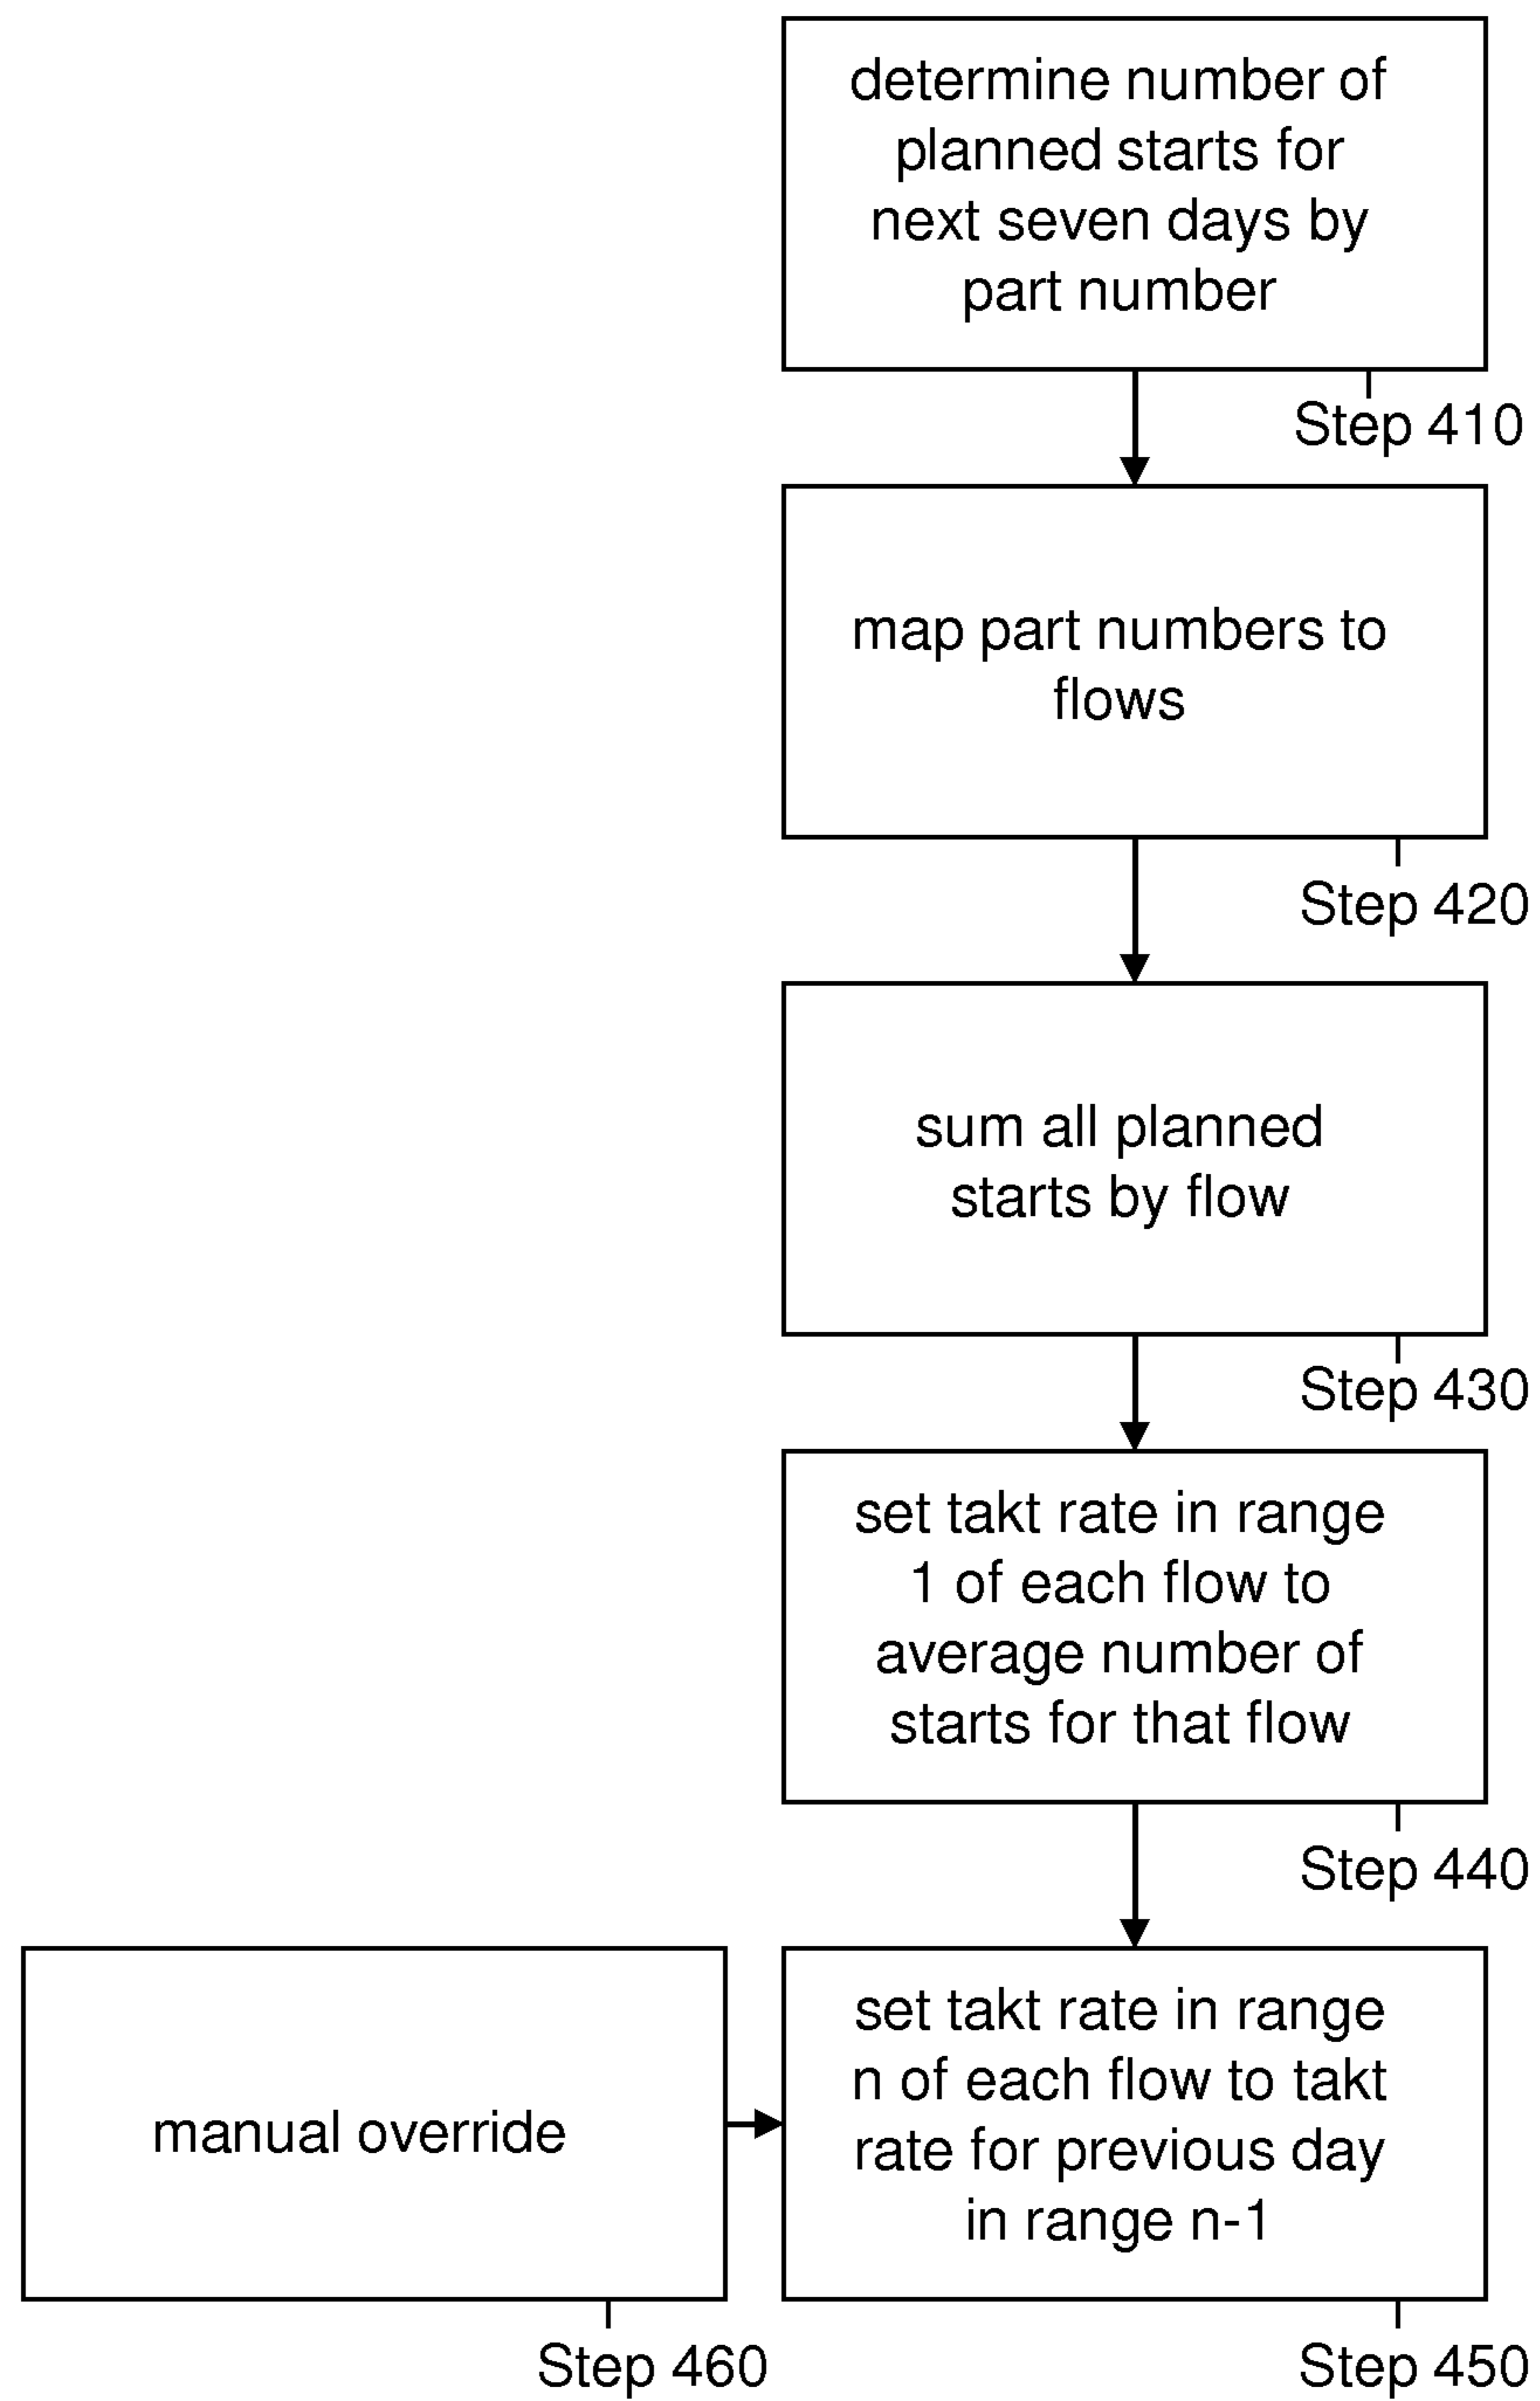 determine number of
planned starts for
next seven days by
part number
Step 410
map part numbers to
flows
Step 420
sum all planned
starts by flow
Step 430
set takt rate in range
1 of each flow to
average number of
starts for that flow
Step 440
manual override
Step 460
set takt rate in range
n of each flow to takt
rate for previous day
in range n-1
Step 450